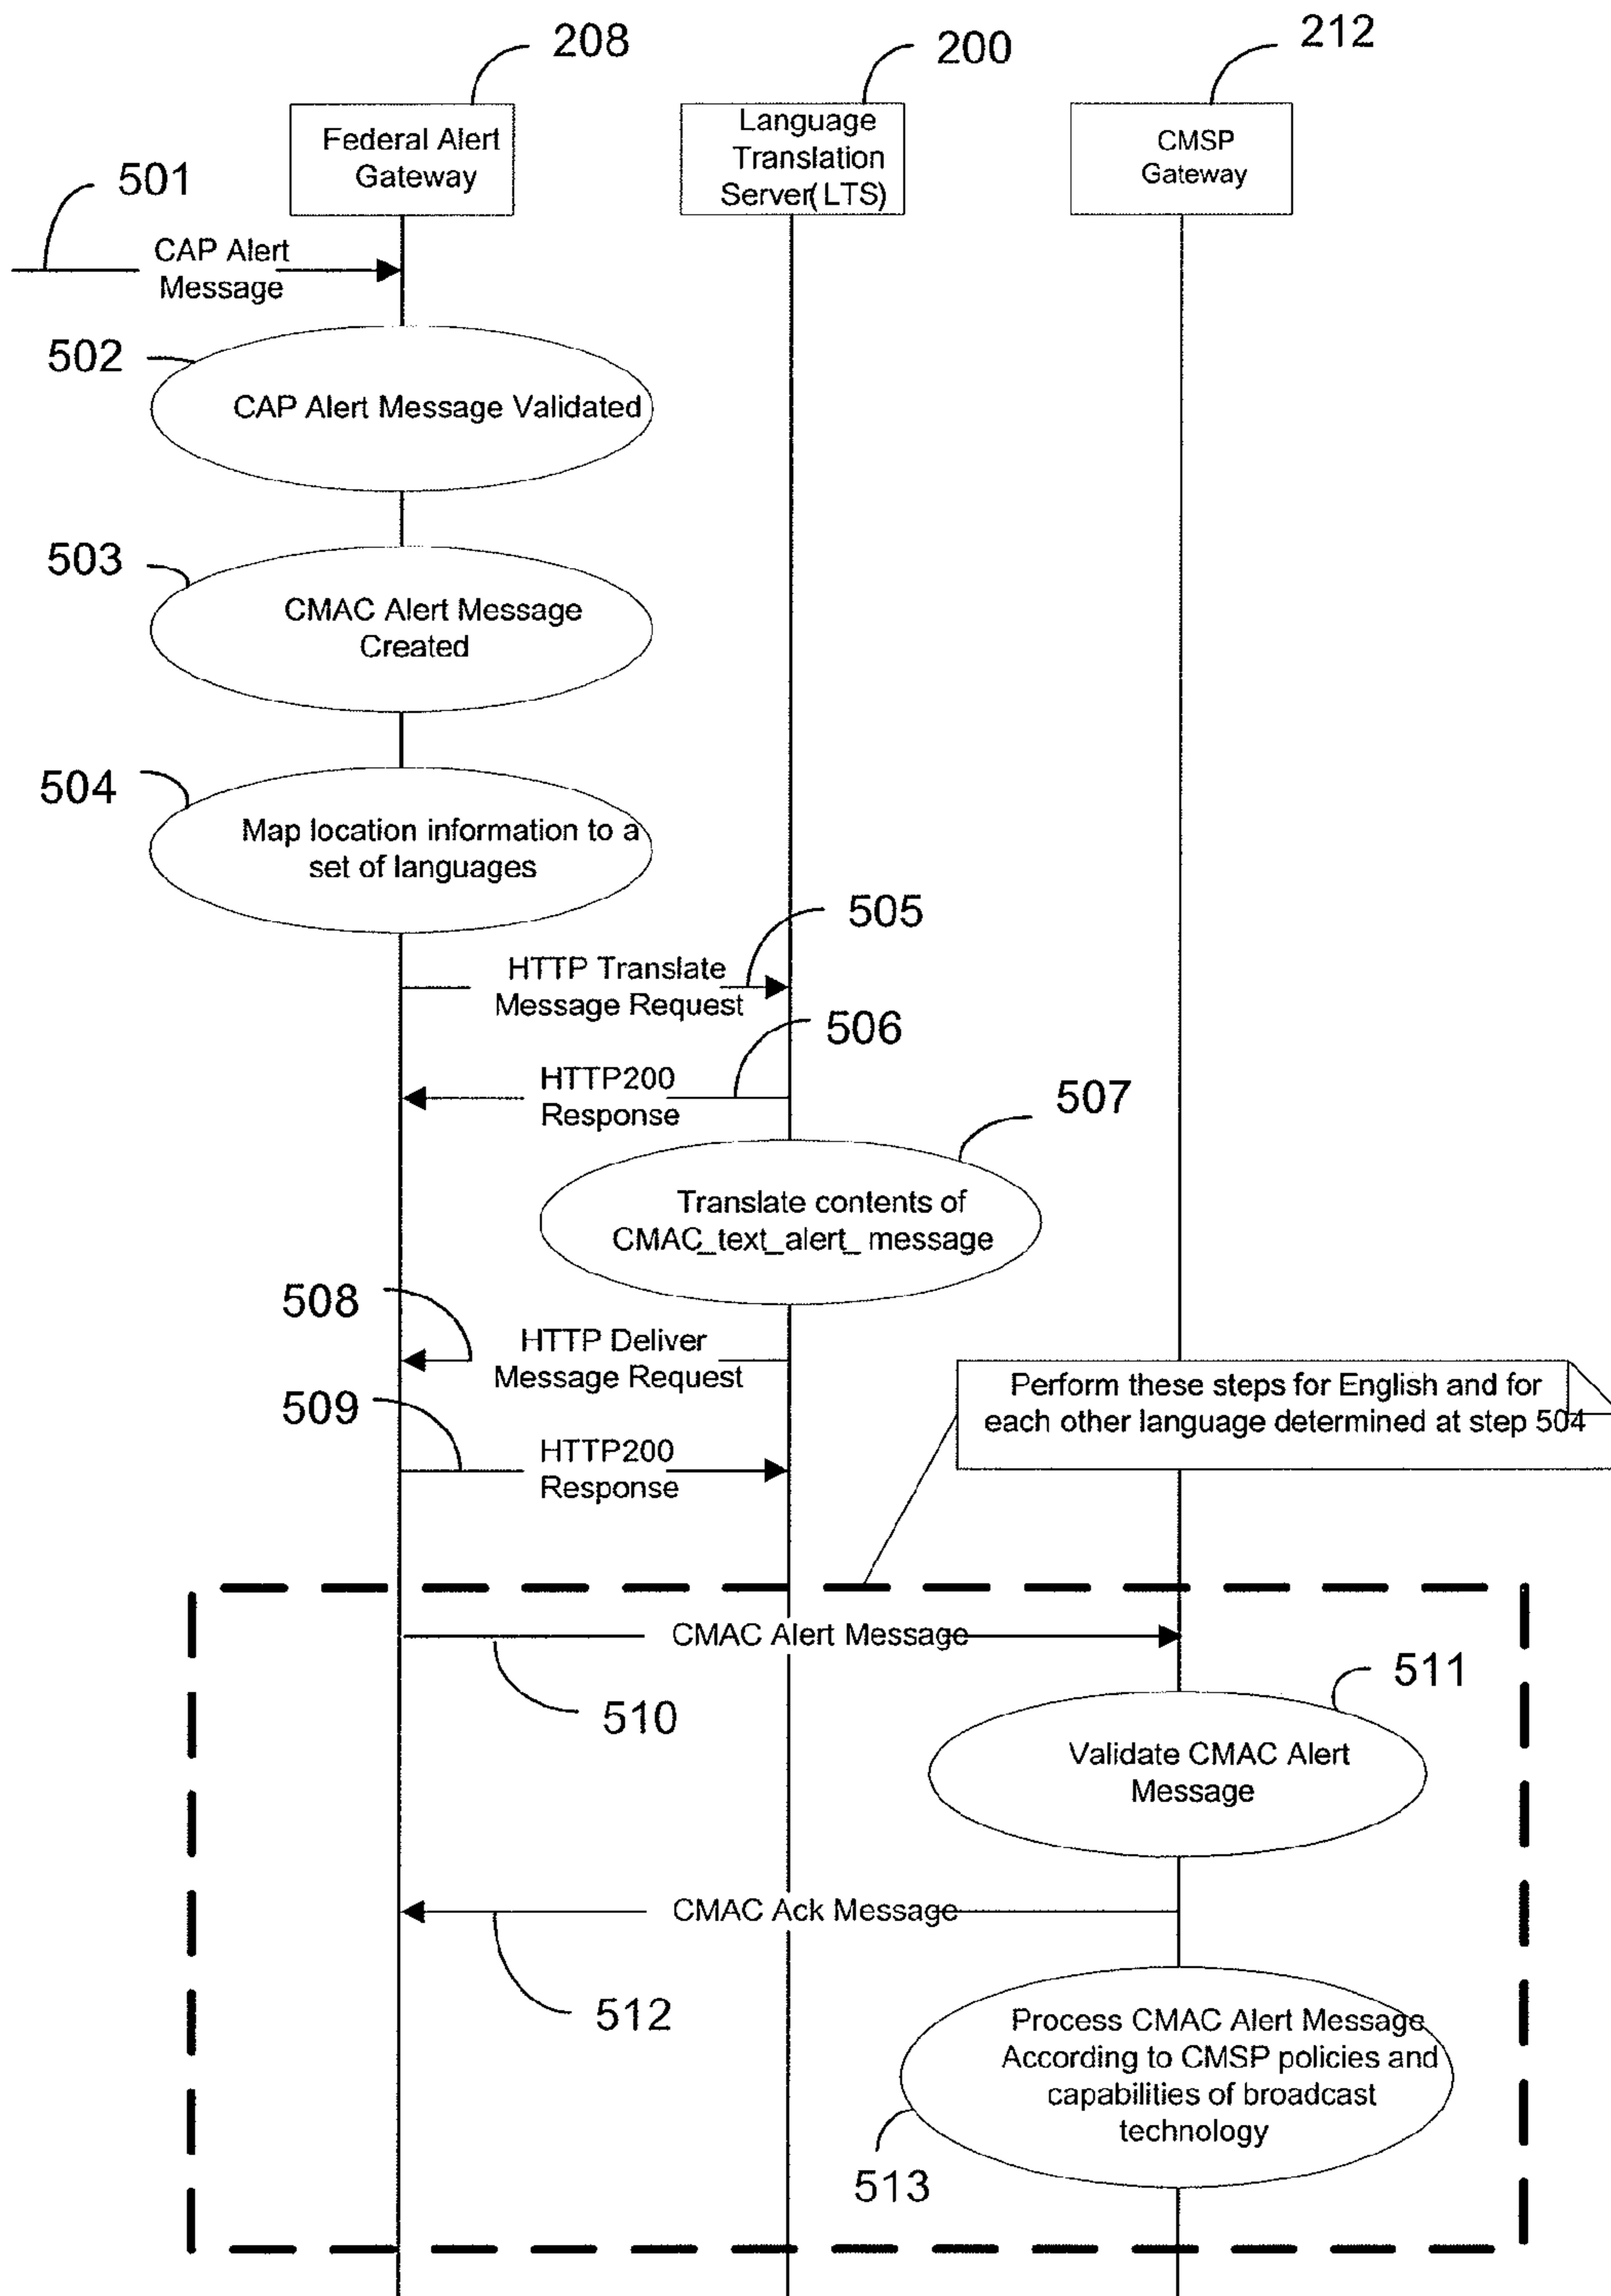 208
200
212
Federal Alert
Gateway
Language
Translation
Server(LTS)
CMSP
Gateway
501
CAP Alert
Message
502
CAP Alert Message Validated
503
CMAC Alert Message
Created
504
Map location information to a
set of languages
505
HTTP Translate
Message Request
506
HTTP200
Response
507
Translate contents of
CMAC_text_alert_ message
508
HTTP Deliver
Message Request
Perform these steps for English and for
each other language determined at step 504
509
HTTP200
Response
CMAC Alert Message
510
511
Validate CMAC Alert
Message
CMAC Ack Message
512
Process CMAC Alert Message
According to CMSP policies and
capabilities of broadcast
technology
513